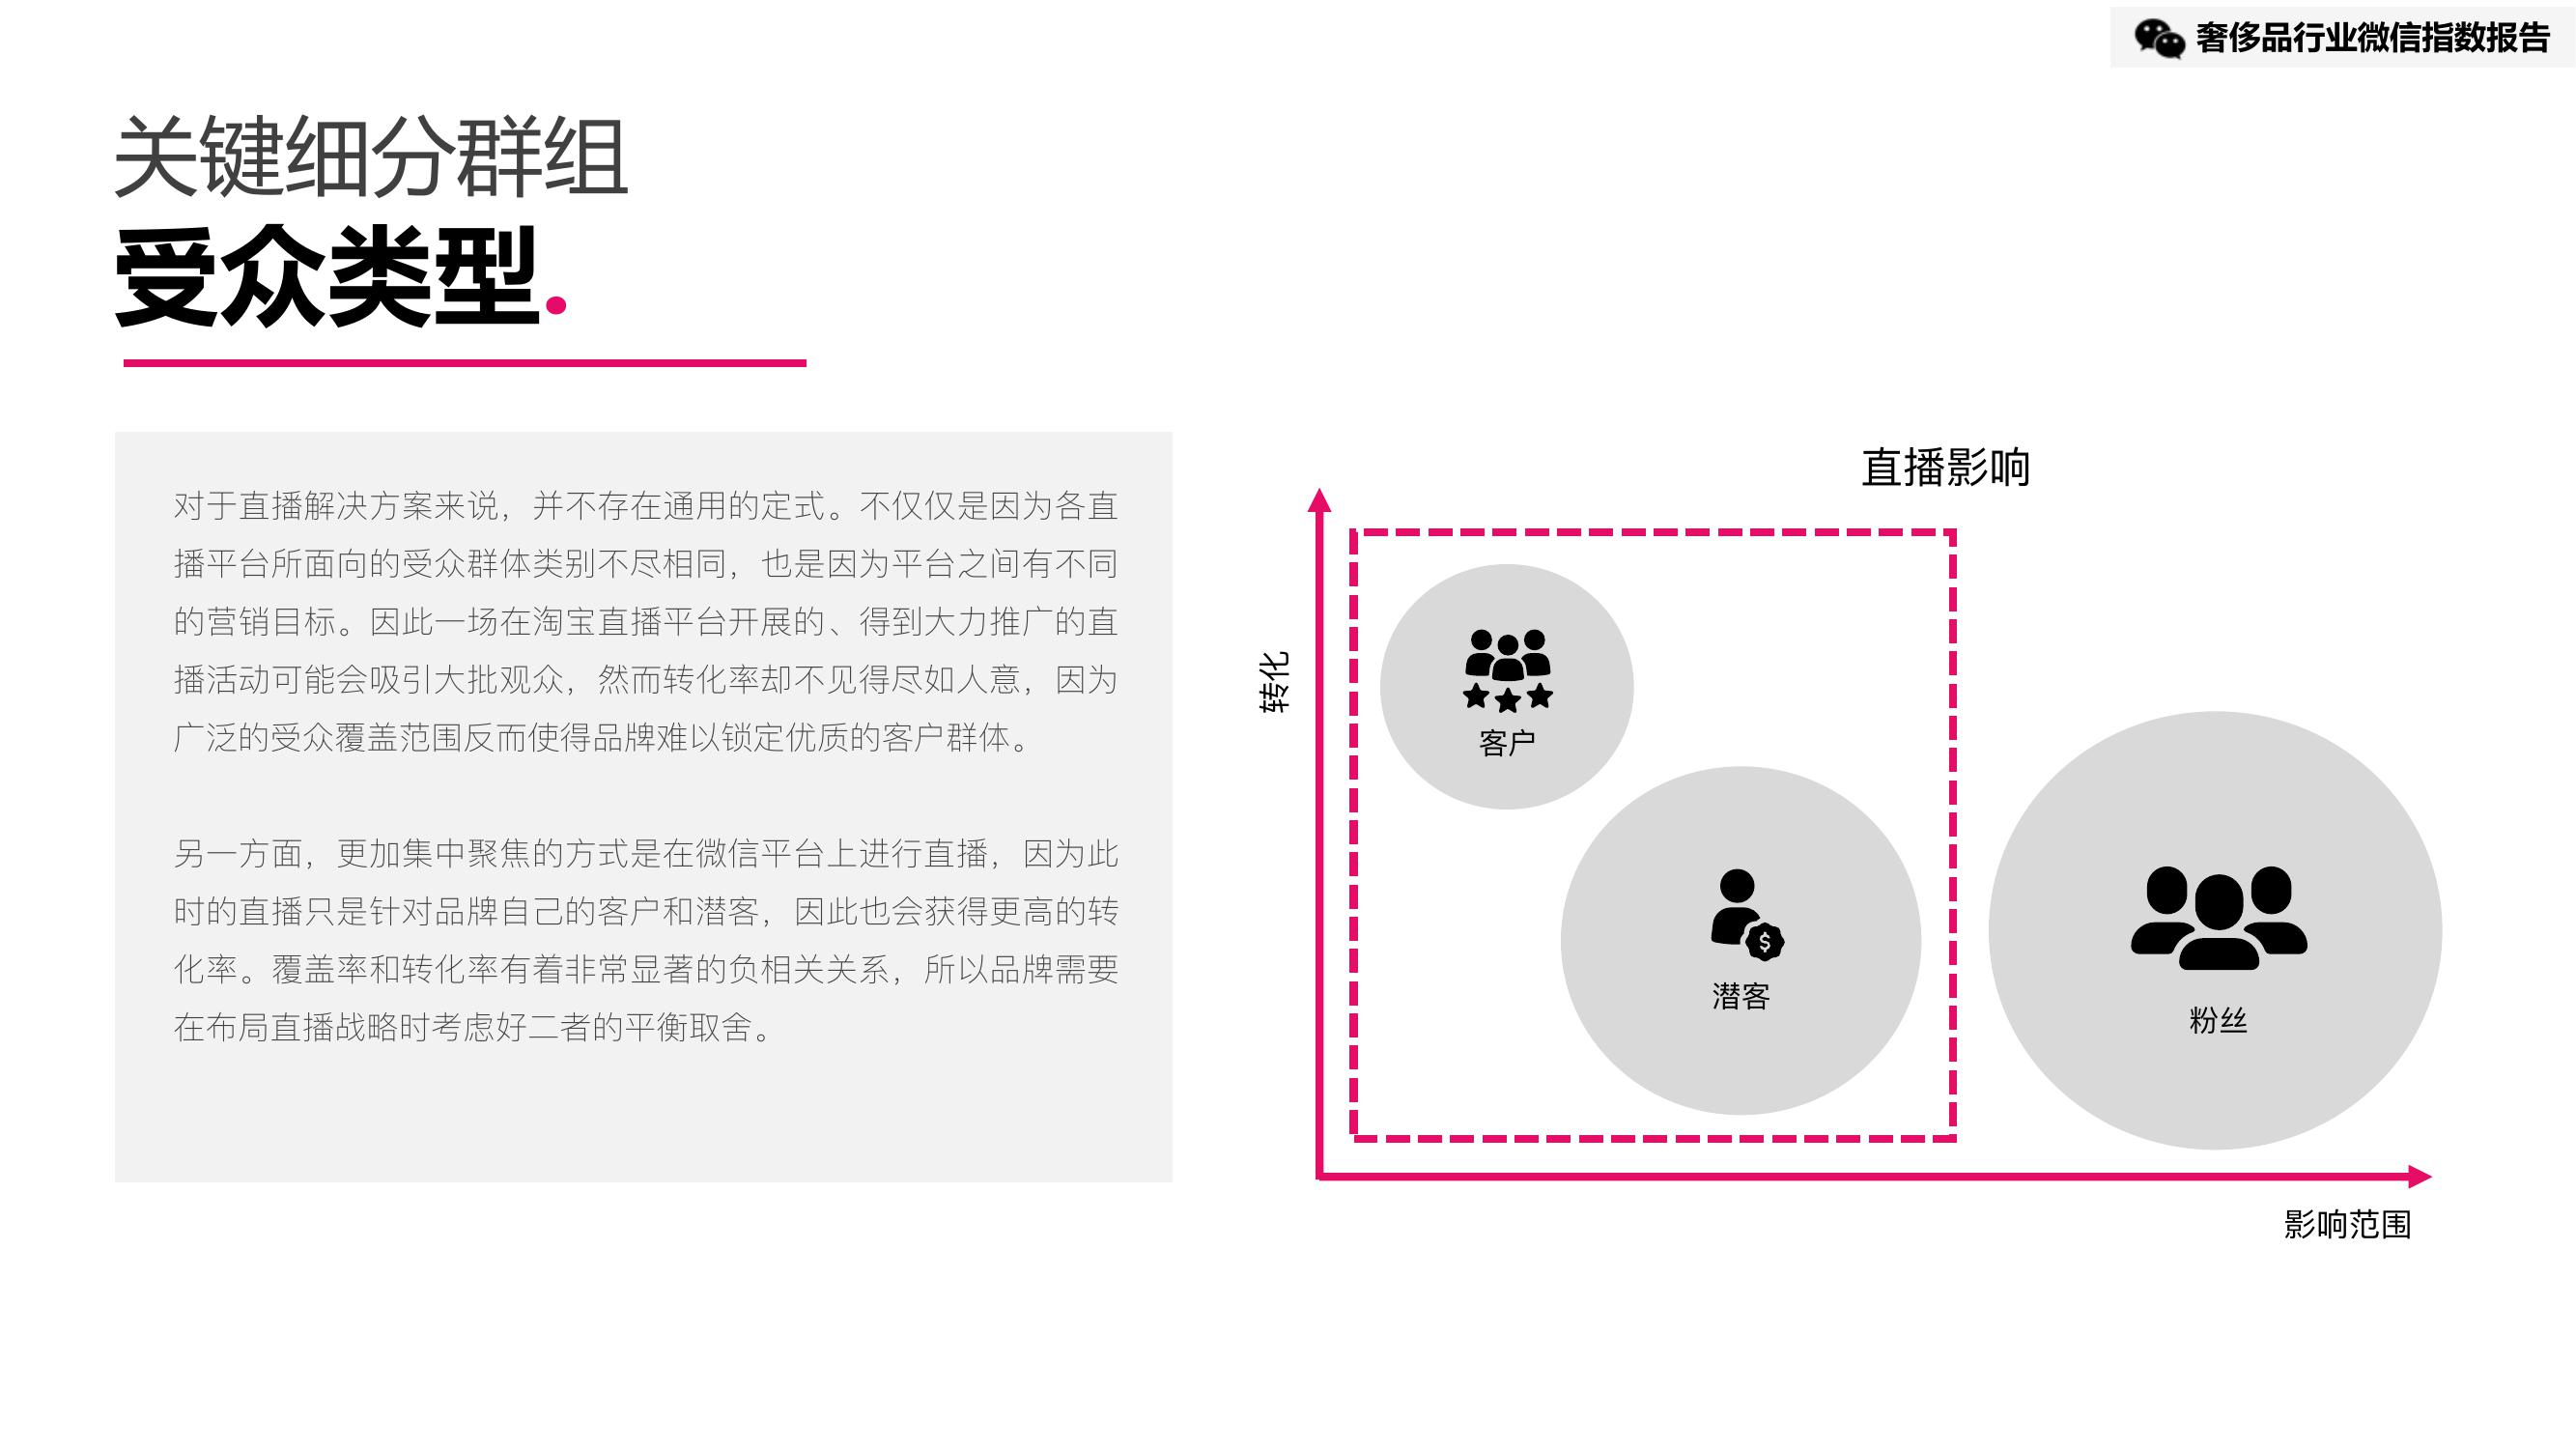 奢侈品行业微信指数报告
关键细分群组
受众类型.
对于直播解决方案来说，并不存在通用的定式。不仅仅是因为各直
播平台所面向的受众群体类别不尽相同，也是因为平台之间有不同
的营销目标。因此一场在淘宝直播平台开展的、得到大力推广的直
播活动可能会吸引大批观众，然而转化率却不见得尽如人意，因为
广泛的受众覆盖范围反而使得品牌难以锁定优质的客户群体。
另一方面，更加集中聚焦的方式是在微信平台上进行直播，因为此
时的直播只是针对品牌自己的客户和潜客，因此也会获得更高的转
化率。覆盖率和转化率有着非常显著的负相关关系，所以品牌需要
在布局直播战略时考虑好二者的平衡取舍。
直播影响
转化
客户
潜客
$
粉丝
影响范围